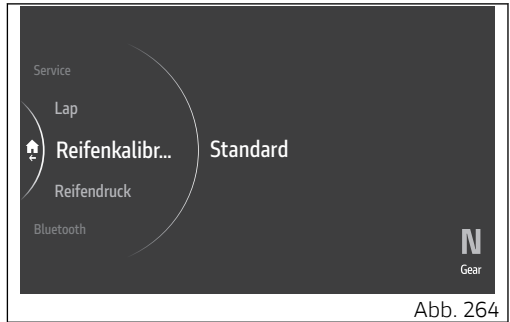 Service
Lap
Reifenkalibr... Standard
Reifendruck
Bluetooth
N
Gear
Abb. 264